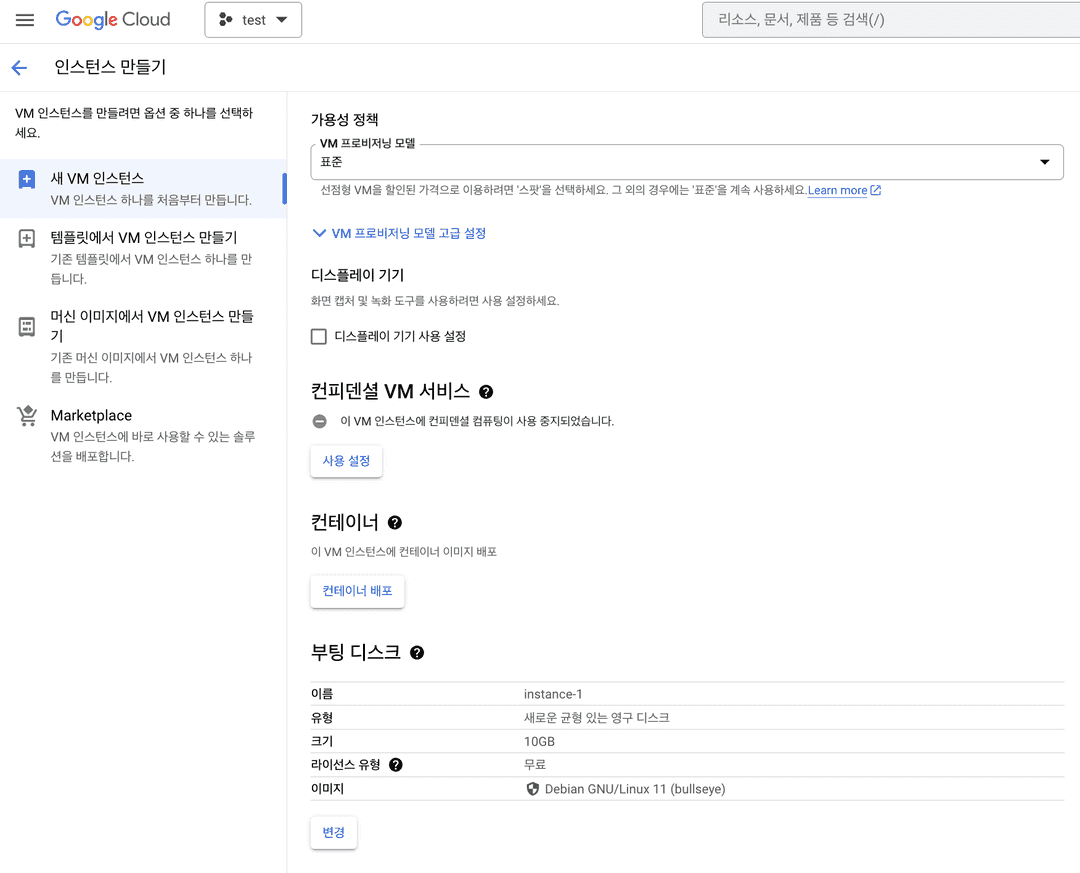 Google Cloud
test
리소스, 문서, 제품 등 검색(/)
인스턴스 만들기
VM 인스턴스를 만들려면 옵션 중 하나를 선택하
세요.
새 VM 인스턴스
VM 인스턴스 하나를 처음부터 만듭니다.
템플릿에서 VM 인스턴스 만들기
기존 템플릿에서 VM 인스턴스 하나를 만
듭니다.
머신 이미지에서 VM 인스턴스 만들
기
기존 머신 이미지에서 VM 인스턴스 하나
를 만듭니다.
Marketplace
VM 인스턴스에 바로 사용할 수 있는 솔루
션을 배포합니다.
가용성 정책
VM 프로비저닝 모델
표준
선점형 VM을 할인된 가격으로 이용하려면 '스팟'을 선택하세요. 그 외의 경우에는 '표준'을 계속 사용하세요.Learn more
VM 프로비저닝 모델 고급 설정
디스플레이 기기
화면 캡처 및 녹화 도구를 사용하려면 사용 설정하세요.
디스플레이 기기 사용 설정
컨피덴셜 VM 서비스
이 VM 인스턴스에 컨피덴셜 컴퓨팅이 사용 중지되었습니다.
사용 설정
컨테이너
이 VM 인스턴스에 컨테이너 이미지 배포
컨테이너 배포
부팅 디스크
이름 instance-1
유형 새로운 균형 있는 영구 디스크
크기 10GB
라이선스 유형 무료
이미지 Debian GNU/Linux 11 (bullseye)
변경